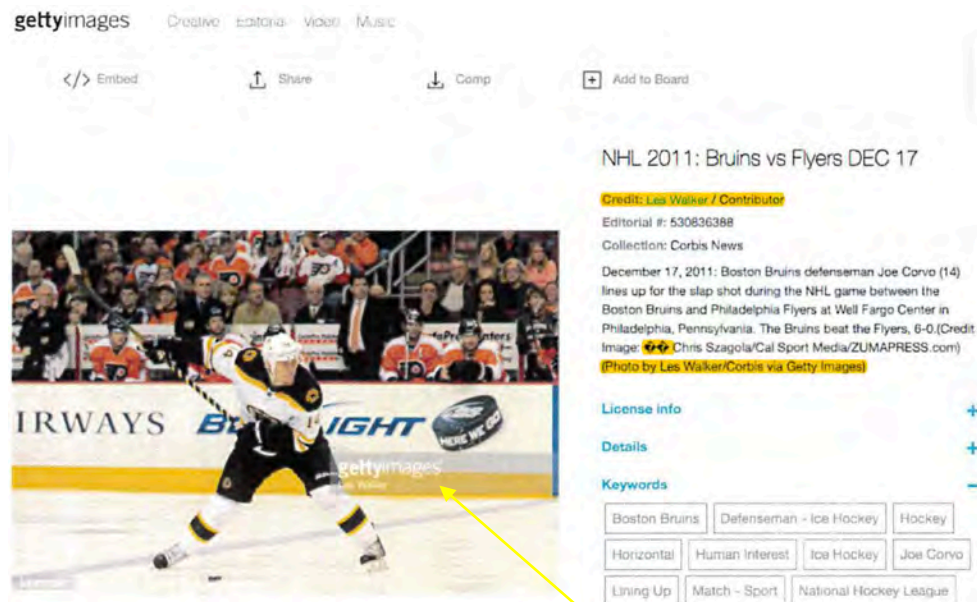 gettyimages Creative Editorial Video Music
</> Embed Share Comp Add to Board
NHL 2011: Bruins vs Flyers DEC 17
Credit: Les Walker / Contributor
Editorial #: 530836388
Collection: Corbis News
December 17, 2011: Boston Bruins defenseman Joe Corvo (14)
lines up for the slap shot during the NHL game between the
Boston Bruins and Philadelphia Flyers at Well Fargo Center in
Philadelphia, Pennsylvania. The Bruins beat the Flyers, 6-0.(Credit
Image: �� Chris Szagola/Cal Sport Media/ZUMAPRESS.com)
(Photo by Les Walker/Corbis via Getty Images)
IRWAYS
LIGHT
HERE WE GO
14
gettyimages
Les Walker
License info +
Details +
Keywords −
Boston Bruins Defenseman - Ice Hockey Hockey
Horizontal Human Interest Ice Hockey Joe Corvo
Lining Up Match - Sport National Hockey League